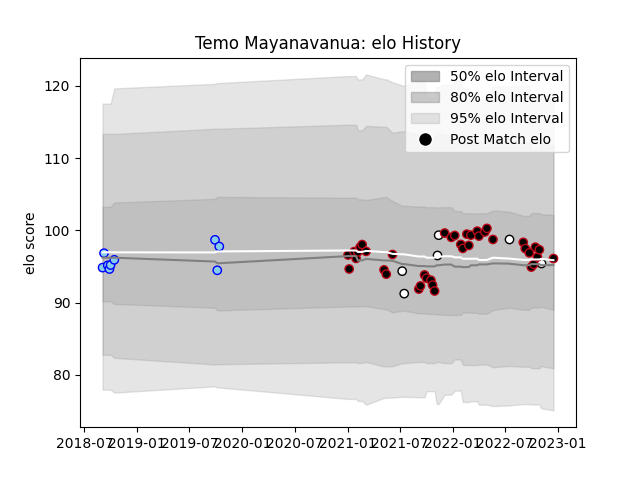 Temo Mayanavanua: elo History
50% elo Interval
80% elo Interval
95% elo Interval
Post Match elo
elo score
120
110
100
90
80
2018-07 2019-01 2019-07 2020-01 2020-07 2021-01 2021-07 2022-01 2022-07 2023-01